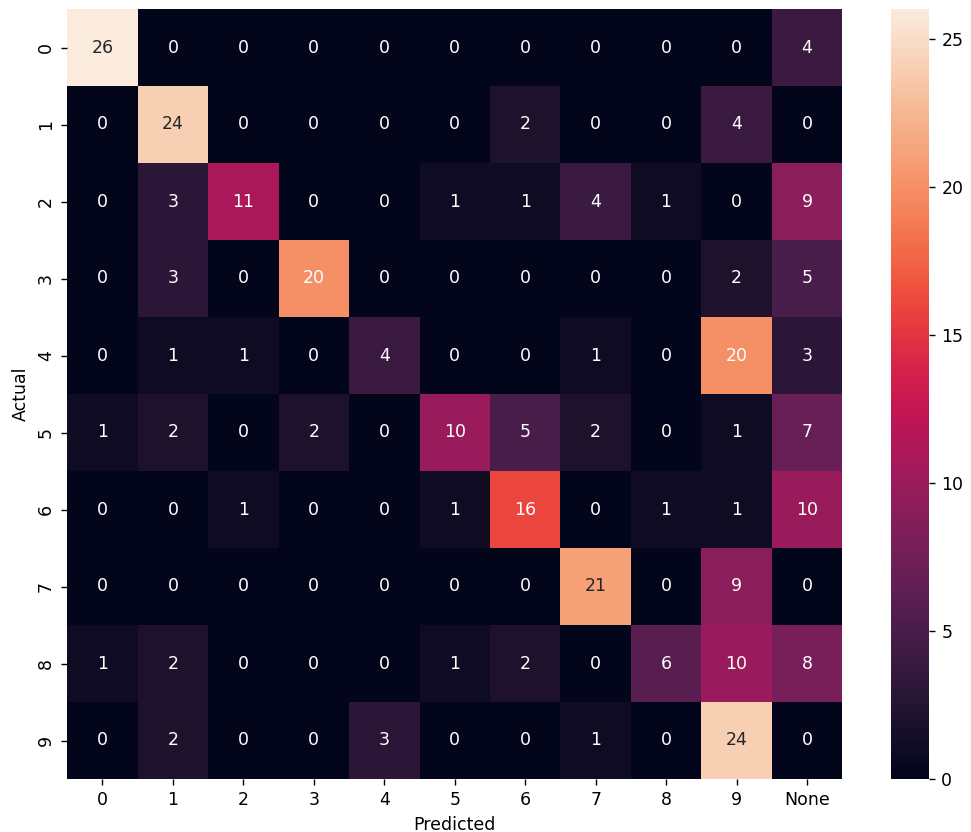 0 26 0 0 0 0 0 0 0 0 0 4
1 0 24 0 0 0 0 2 0 0 4 0
2 0 3 11 0 0 1 1 4 1 0 9
3 0 3 0 20 0 0 0 0 0 2 5
4 0 1 1 0 4 0 0 1 0 20 3
5 1 2 0 2 0 10 5 2 0 1 7
6 0 0 1 0 0 1 16 0 1 1 10
7 0 0 0 0 0 0 0 21 0 9 0
8 1 2 0 0 0 1 2 0 6 10 8
9 0 2 0 0 3 0 0 1 0 24 0
0 1 2 3 4 5 6 7 8 9 None
Predicted
Actual
25
20
15
10
5
0